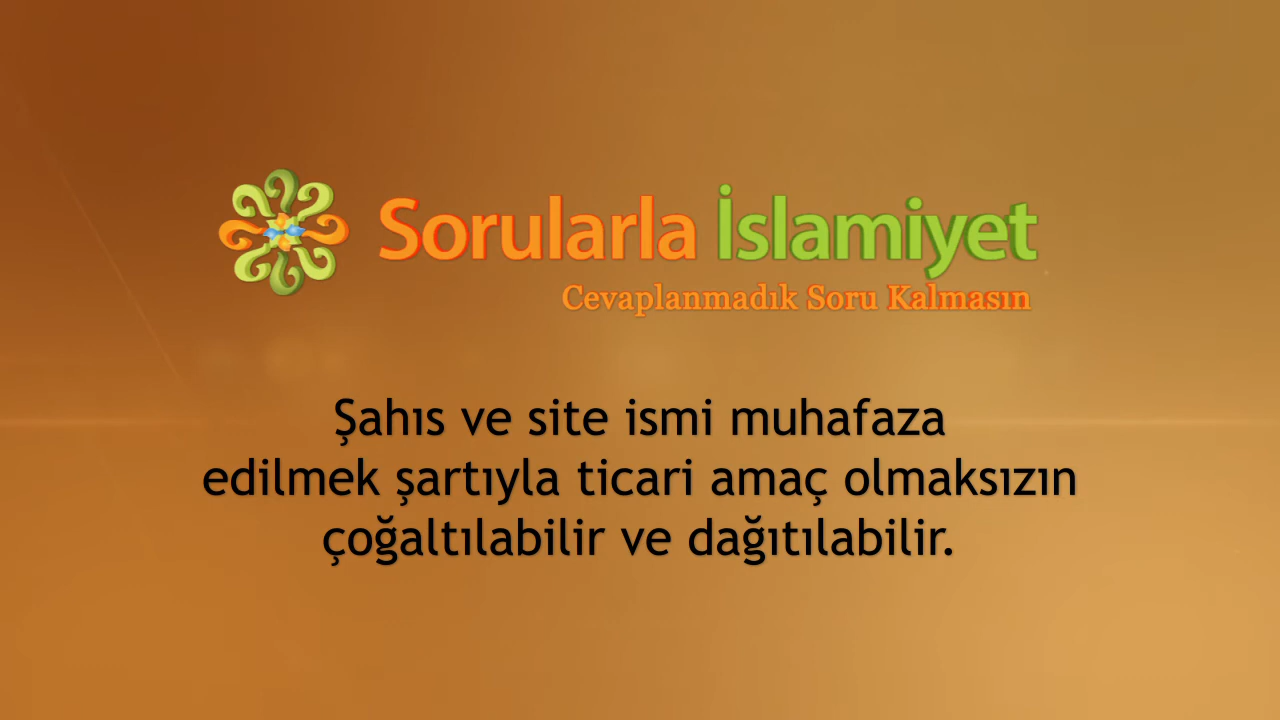 Sorularla İslamiyet
Cevaplanmadık Soru Kalmasın
Şahıs ve site ismi muhafaza
edilmek şartıyla ticari amaç olmaksızın
çoğaltılabilir ve dağıtılabilir.